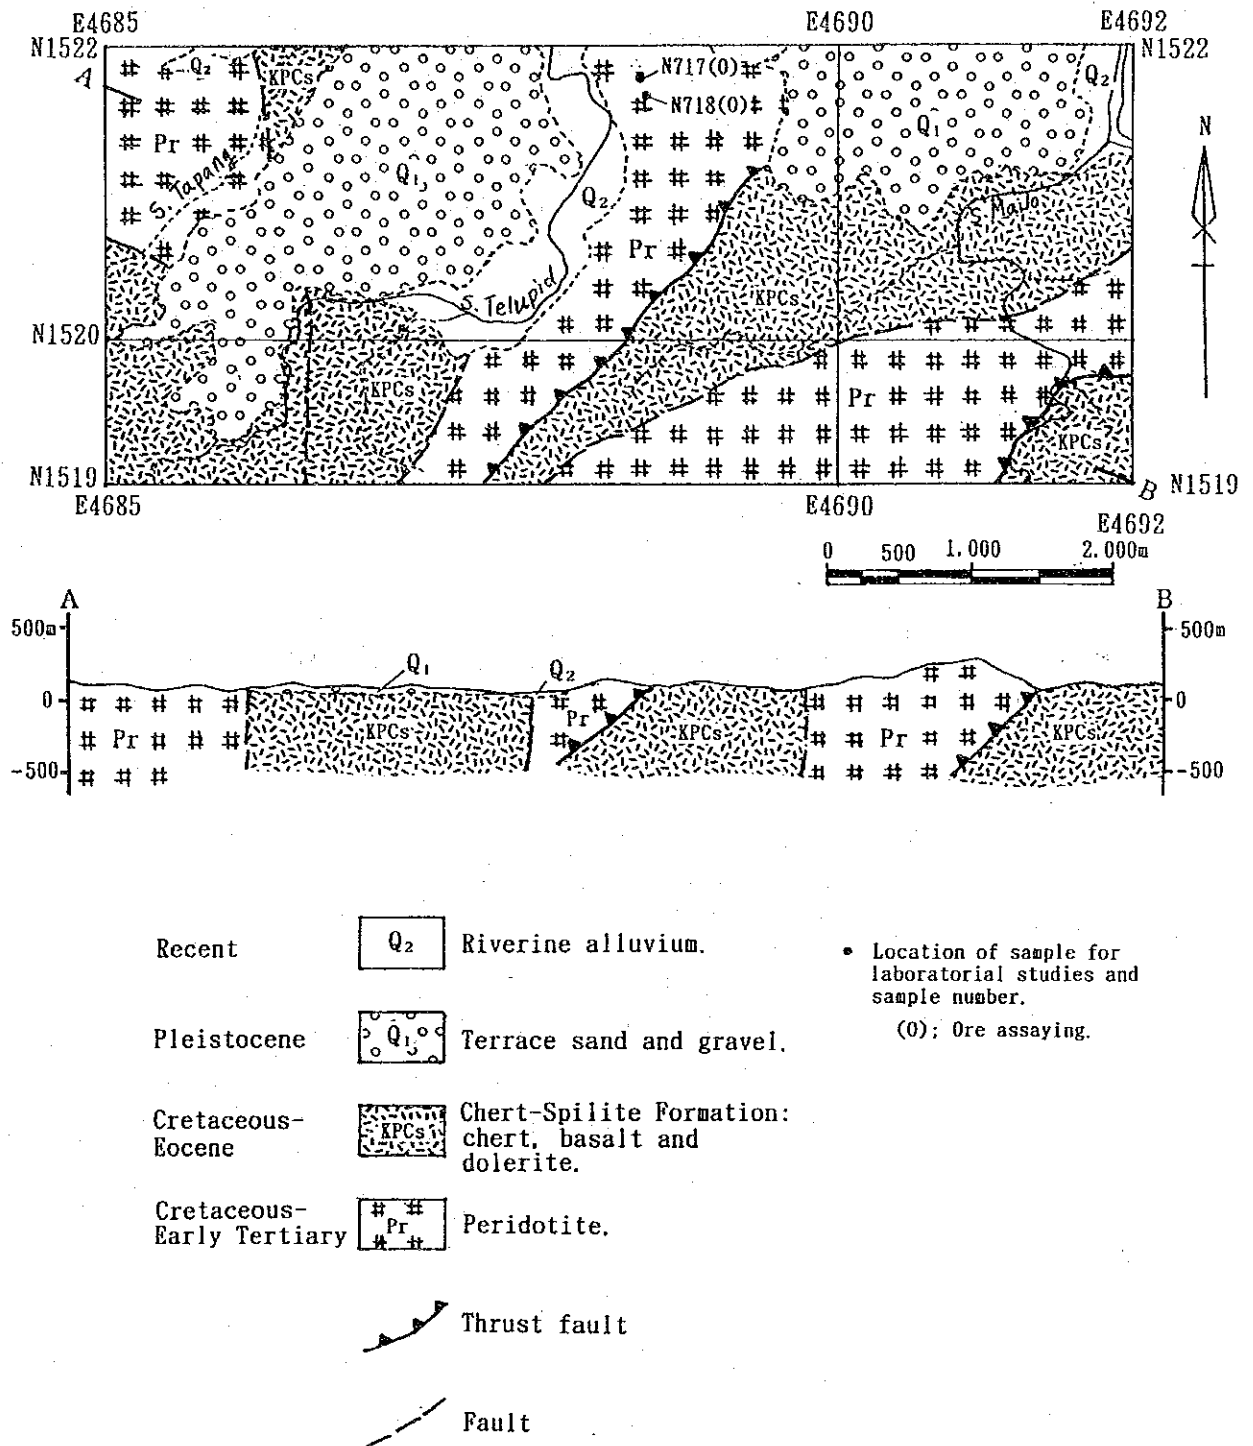 E4685 E4690 E4692
N1522 N1522
A Q₂ KPCs N717(0) Q₂
N718(0)
Pr Q₁ Q₁
S. Tapang Q₂ S. Maja
Pr
S. Telupid KPCs
N1520
KPCs Pr
KPCs
N1519 B N1519
E4685 E4690
E4692
0 500 1.000 2.000m
A B
500m 500m
Q₁ Q₂
0 0
Pr KPCs Pr KPCs Pr KPCs
-500 -500
Recent Q₂ Riverine alluvium.
• Location of sample for
laboratorial studies and
sample number.
(0); Ore assaying.
Pleistocene Q₁ Terrace sand and gravel.
Cretaceous-
Eocene KPCs Chert-Spilite Formation:
chert, basalt and
dolerite.
Cretaceous-
Early Tertiary Pr Peridotite.
Thrust fault
Fault
N